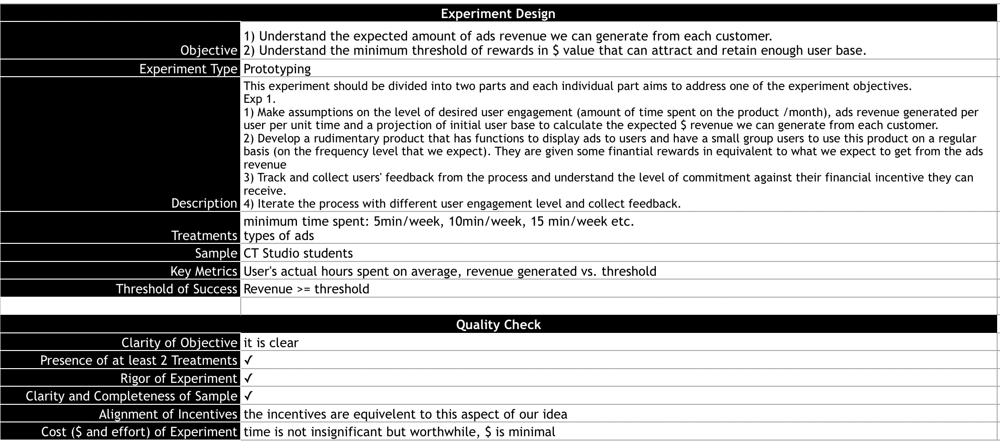 Experiment Design
1) Understand the expected amount of ads revenue we can generate from each customer.
Objective 2) Understand the minimum threshold of rewards in $ value that can attract and retain enough user base.
Experiment Type Prototyping
This experiment should be divided into two parts and each individual part aims to address one of the experiment objectives.
Exp 1.
1) Make assumptions on the level of desired user engagement (amount of time spent on the product /month), ads revenue generated per
user per unit time and a projection of initial user base to calculate the expected $ revenue we can generate from each customer.
2) Develop a rudimentary product that has functions to display ads to users and have a small group users to use this product on a regular
basis (on the frequency level that we expect). They are given some finantial rewards in equivalent to what we expect to get from the ads
revenue
3) Track and collect users' feedback from the process and understand the level of commitment against their financial incentive they can
receive.
Description 4) Iterate the process with different user engagement level and collect feedback.
minimum time spent: 5min/week, 10min/week, 15 min/week etc.
Treatments types of ads
Sample CT Studio students
Key Metrics User's actual hours spent on average, revenue generated vs. threshold
Threshold of Success Revenue >= threshold
Quality Check
Clarity of Objective it is clear
Presence of at least 2 Treatments ✓
Rigor of Experiment ✓
Clarity and Completeness of Sample ✓
Alignment of Incentives the incentives are equivelent to this aspect of our idea
Cost ($ and effort) of Experiment time is not insignificant but worthwhile, $ is minimal